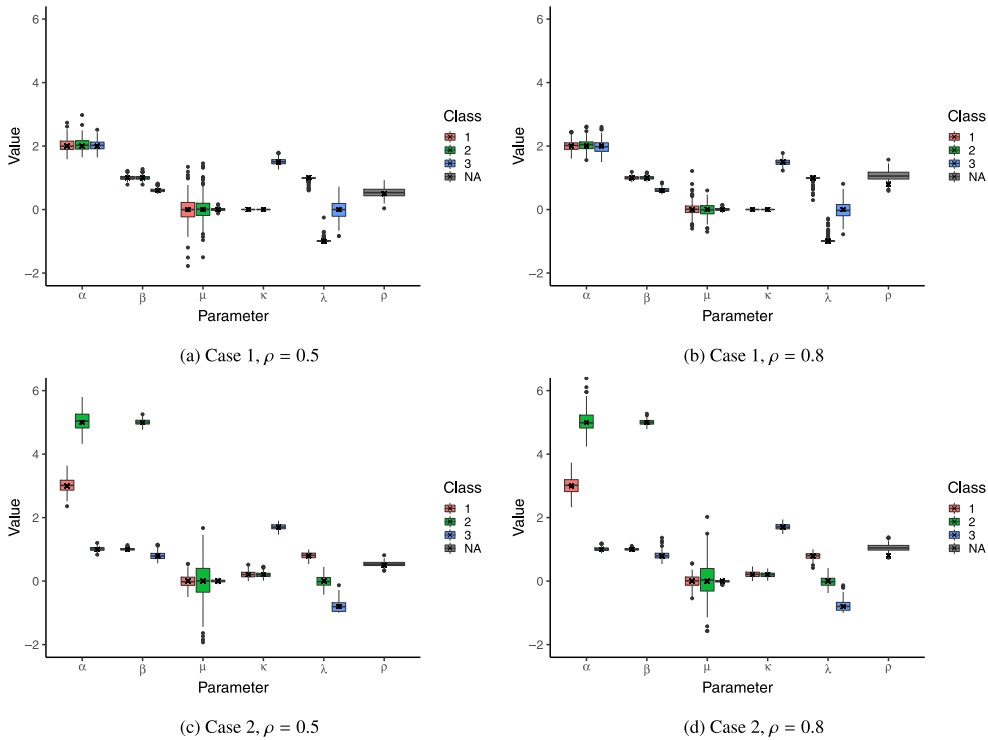 6
4
2
0
−2
Value
α
β
μ
κ
λ
ρ
Parameter
Class
1
2
3
NA
(a) Case 1, ρ = 0.5
6
4
2
0
−2
Value
α
β
μ
κ
λ
ρ
Parameter
Class
1
2
3
NA
(b) Case 1, ρ = 0.8
6
4
2
0
−2
Value
α
β
μ
κ
λ
ρ
Parameter
Class
1
2
3
NA
(c) Case 2, ρ = 0.5
6
4
2
0
−2
Value
α
β
μ
κ
λ
ρ
Parameter
Class
1
2
3
NA
(d) Case 2, ρ = 0.8